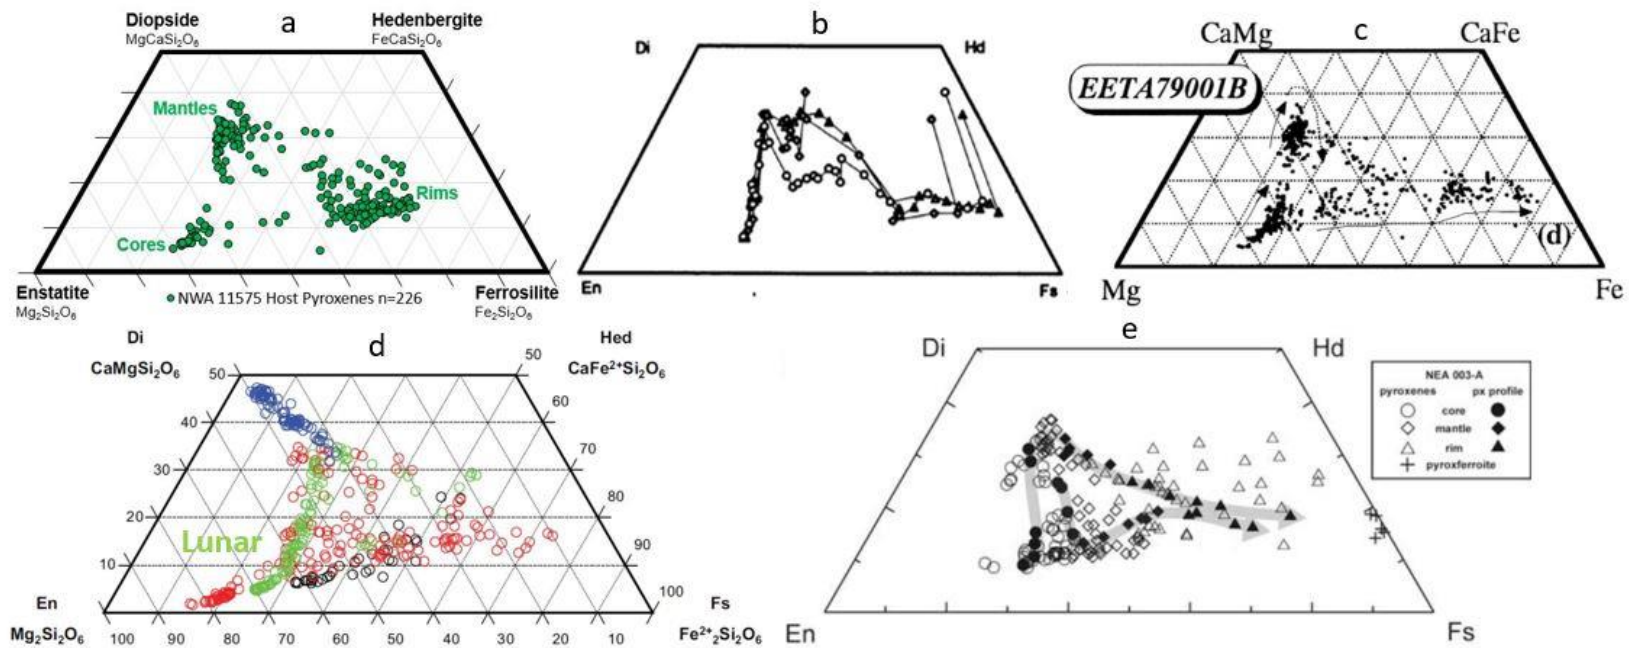 a
Diopside
MgCaSi₂O₆
Hedenbergite
FeCaSi₂O₆
Mantles
Rims
Cores
Enstatite
Mg₂Si₂O₆
NWA 11575 Host Pyroxenes n=226
Ferrosilite
Fe₂Si₂O₆
b
Di
Hd
En
Fs
c
CaMg
CaFe
EETA79001B
(d)
Mg
Fe
d
Di
CaMgSi₂O₆
Hed
CaFe²⁺Si₂O₆
50
50
60
40
70
30
80
20
Lunar
90
10
100
En
Mg₂Si₂O₆
Fs
Fe²⁺₂Si₂O₆
100 90 80 70 60 50 40 30 20 10
e
Di
Hd
En
Fs
NEA 003-A
pyroxenes px profile
core
mantle
rim
pyroxferroite